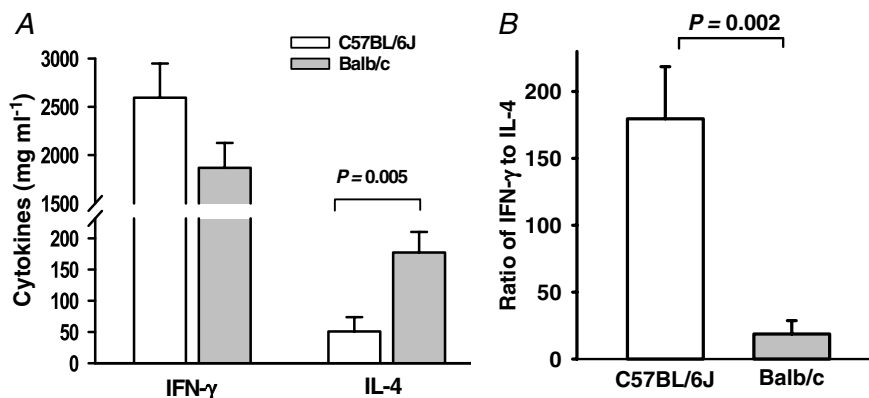 A
Cytokines (mg ml⁻¹)
3000
2500
2000
1500
200
150
100
50
0
C57BL/6J
Balb/c
P = 0.005
IFN-γ
IL-4
B
Ratio of IFN-γ to IL-4
P = 0.002
200
150
100
50
0
C57BL/6J
Balb/c